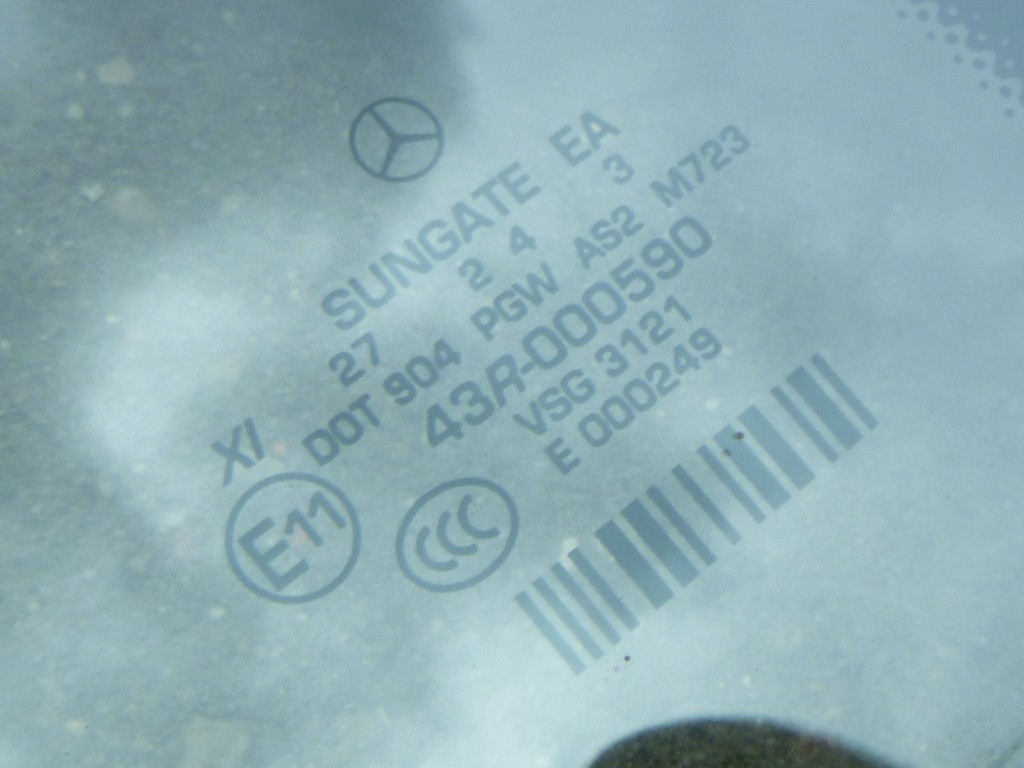 SUNGATE EA
27 2 4 3
DOT 904 PGW AS2 M723
XI 43R-000590
VSG 3121
E 000249
E11
CCC